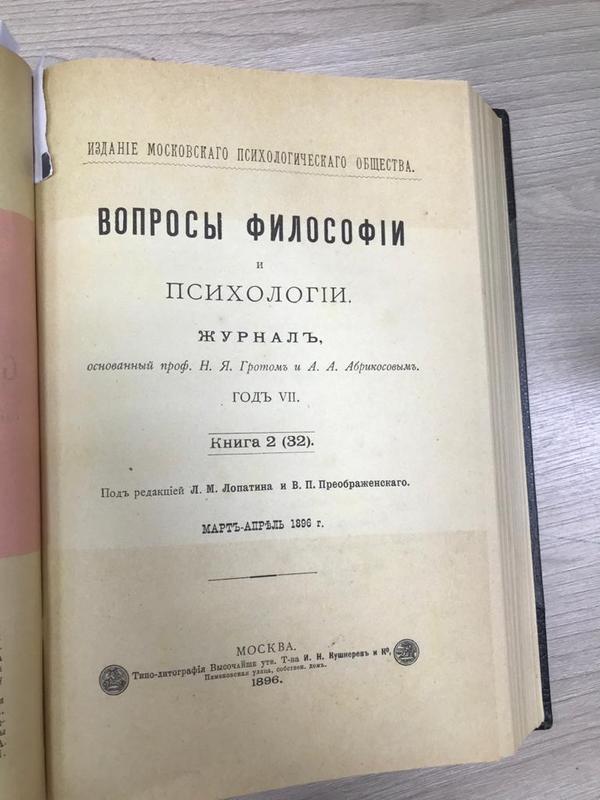 ИЗДАНІЕ МОСКОВСКАГО ПСИХОЛОГИЧЕСКАГО ОБЩЕСТВА.
ВОПРОСЫ ФИЛОСОФІИ
И
ПСИХОЛОГІИ.
ЖУРНАЛЪ,
основанный проф. Н. Я. Гротомъ и А. А. Абрикосовымъ.
ГОДЪ VII.
Книга 2 (32).
Подъ редакціей Л. М. Лопатина и В. П. Преображенскаго.
МАРТЪ-АПРѢЛЬ 1896 г.
МОСКВА.
Типо-литографія Высочайше утв. Т-ва И. Н. Кушнеревъ и Кº,
Пименовская улица, собствен. домъ.
1896.